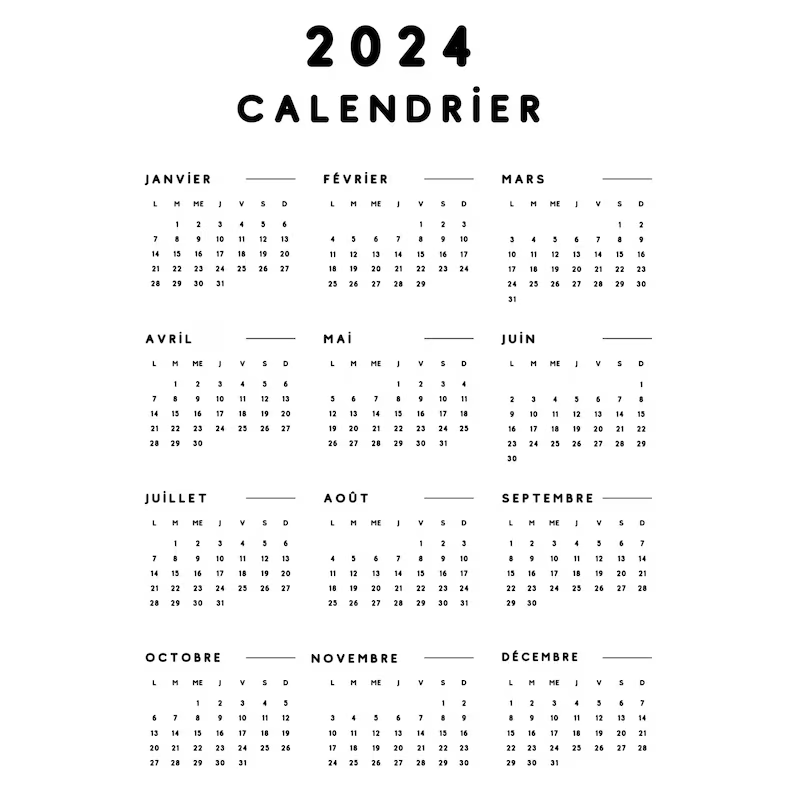 2024
CALENDRİER
JANVİER
L M ME J V S D
1 2 3 4 5 6
7 8 9 10 11 12 13
14 15 16 17 18 19 20
21 22 23 24 25 26 27
28 29 30 31
FÉVRİER
L M ME J V S D
1 2 3
4 5 6 7 8 9 10
11 12 13 14 15 16 17
18 19 20 21 22 23 24
25 26 27 28 29
MARS
L M ME J V S D
1 2
3 4 5 6 7 8 9
10 11 12 13 14 15 16
17 18 19 20 21 22 23
24 25 26 27 28 29 30
31
AVRİL
L M ME J V S D
1 2 3 4 5 6
7 8 9 10 11 12 13
14 15 16 17 18 19 20
21 22 23 24 25 26 27
28 29 30
MAİ
L M ME J V S D
1 2 3 4
5 6 7 8 9 10 11
12 13 14 15 16 17 18
19 20 21 22 23 24 25
26 27 28 29 30 31
JUİN
L M ME J V S D
1
2 3 4 5 6 7 8
9 10 11 12 13 14 15
16 17 18 19 20 21 22
23 24 25 26 27 28 29
30
JUİLLET
L M ME J V S D
1 2 3 4 5 6
7 8 9 10 11 12 13
14 15 16 17 18 19 20
21 22 23 24 25 26 27
28 29 30 31
AOÛT
L M ME J V S D
1 2 3
4 5 6 7 8 9 10
11 12 13 14 15 16 17
18 19 20 21 22 23 24
25 26 27 28 29 30 31
SEPTEMBRE
L M ME J V S D
1 2 3 4 5 6 7
8 9 10 11 12 13 14
15 16 17 18 19 20 21
22 23 24 25 26 27 28
29 30
OCTOBRE
L M ME J V S D
1 2 3 4 5
6 7 8 9 10 11 12
13 14 15 16 17 18 19
20 21 22 23 24 25 26
27 28 29 30 31
NOVEMBRE
L M ME J V S D
1 2
3 4 5 6 7 8 9
10 11 12 13 14 15 16
17 18 19 20 21 22 23
24 25 26 27 28 29 30
DÉCEMBRE
L M ME J V S D
1 2 3 4 5 6 7
8 9 10 11 12 13 14
15 16 17 18 19 20 21
22 23 24 25 26 27 28
29 30 31